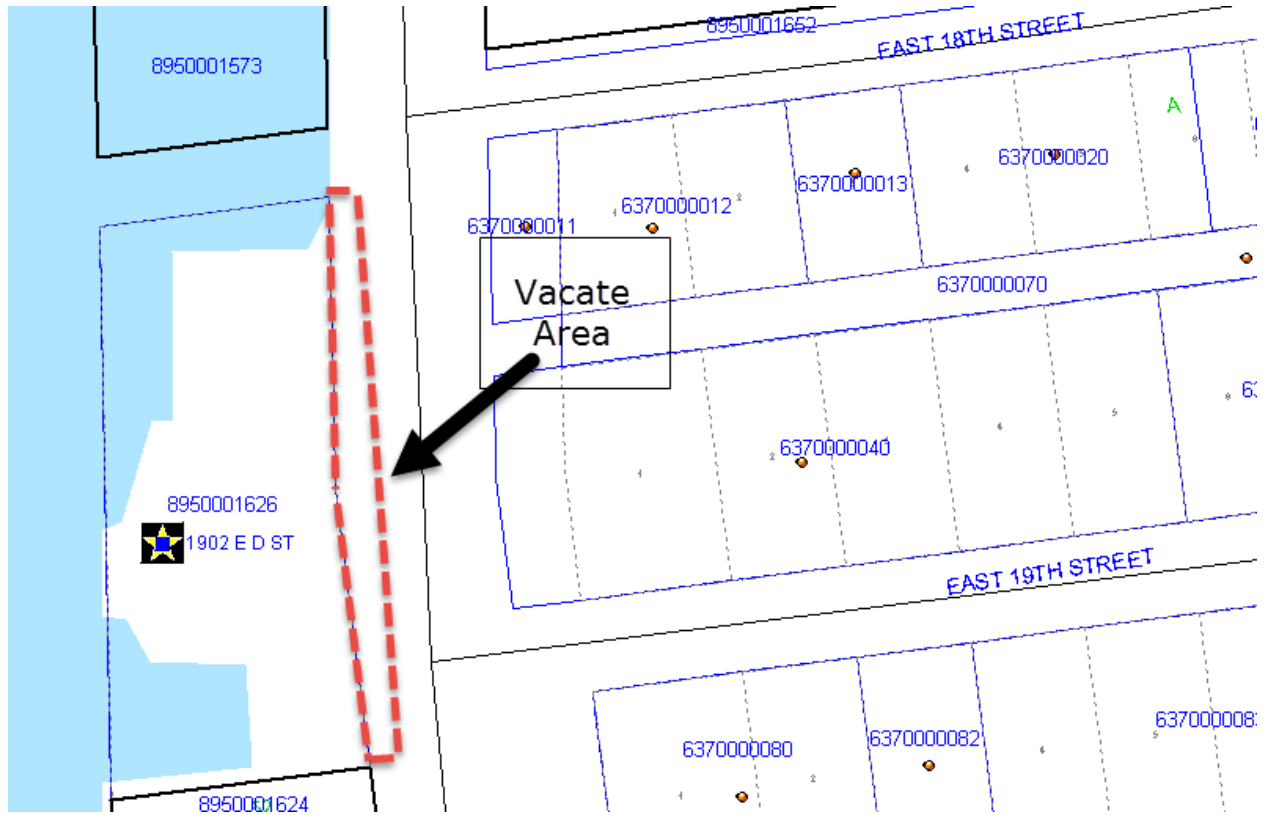 8950001652
EAST 18TH STREET
8950001573
A
6370000020
6370000013
6370000012
6370000011
6370000070
Vacate
Area
6370000040
8950001626
1902 E D ST
EAST 19TH STREET
6370000080
6370000082
8950001624